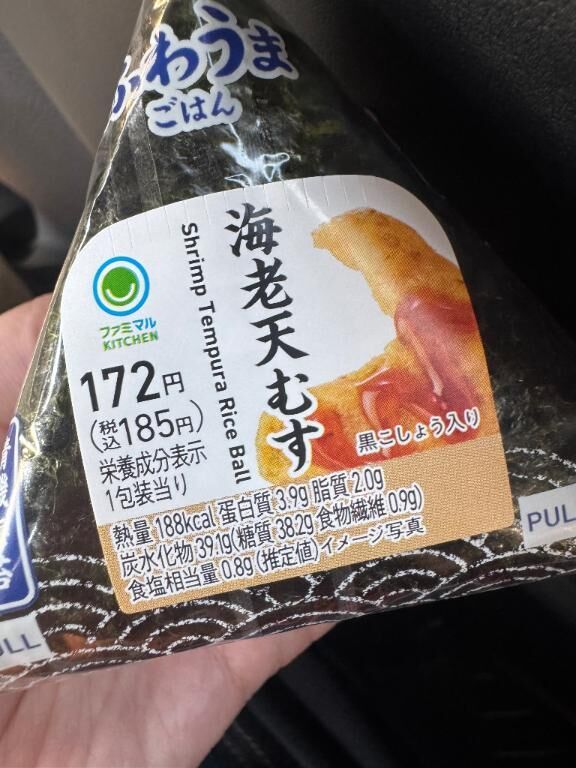 わうま
ごはん
海老天むす
Shrimp Tempura Rice Ball
ファミマル
KITCHEN
172円
(税込185円)
栄養成分表示
1包装当り
黒こしょう入り
熱量 188kcal 蛋白質 3.9g 脂質 2.0g
炭水化物 39.1g(糖質 38.2g 食物繊維 0.9g)
食塩相当量 0.8g (推定値) イメージ写真
PUL
ULL